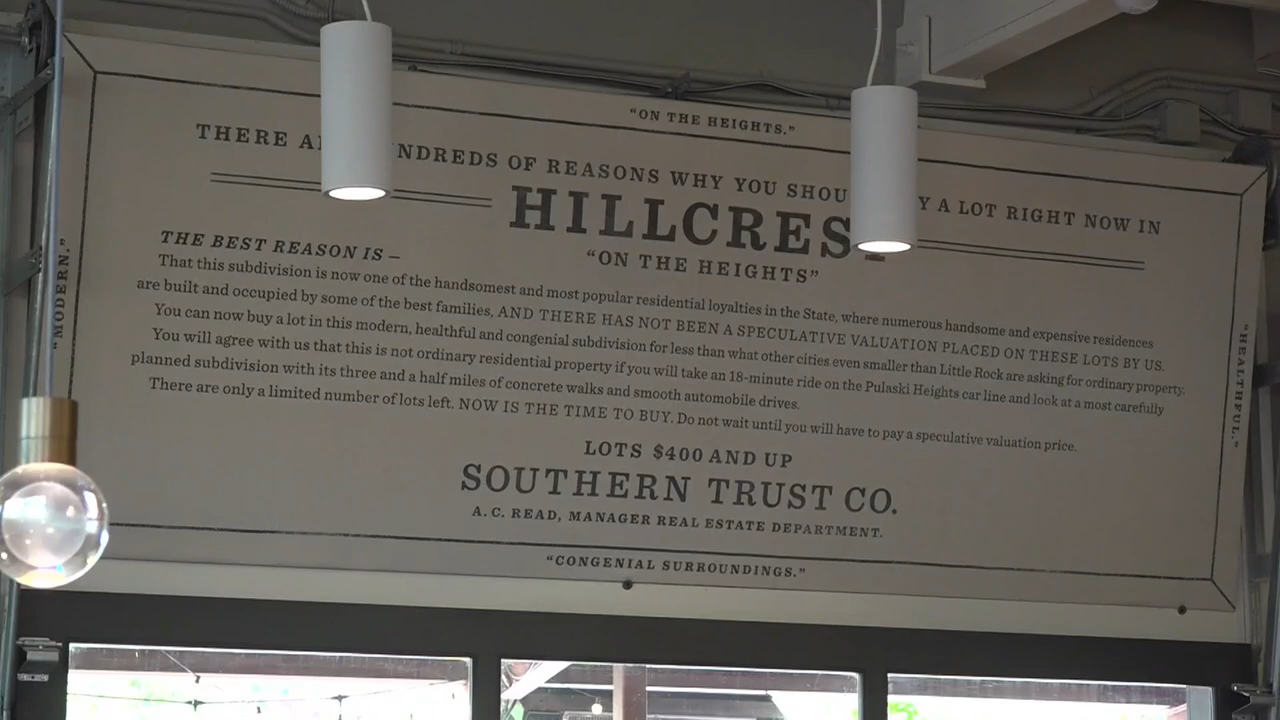 "ON THE HEIGHTS."
THERE A NDREDS OF REASONS WHY YOU SHOU Y A LOT RIGHT NOW IN
HILLCRES
"ON THE HEIGHTS"
THE BEST REASON IS –
That this subdivision is now one of the handsomest and most popular residential loyalties in the State, where numerous handsome and expensive residences
are built and occupied by some of the best families, AND THERE HAS NOT BEEN A SPECULATIVE VALUATION PLACED ON THESE LOTS BY US.
You can now buy a lot in this modern, healthful and congenial subdivision for less than what other cities even smaller than Little Rock are asking for ordinary property.
You will agree with us that this is not ordinary residential property if you will take an 18-minute ride on the Pulaski Heights car line and look at a most carefully
planned subdivision with its three and a half miles of concrete walks and smooth automobile drives.
There are only a limited number of lots left. NOW IS THE TIME TO BUY. Do not wait until you will have to pay a speculative valuation price.
LOTS $400 AND UP
SOUTHERN TRUST CO.
A. C. READ, MANAGER REAL ESTATE DEPARTMENT.
"CONGENIAL SURROUNDINGS."
"MODERN."
"HEALTHFUL."